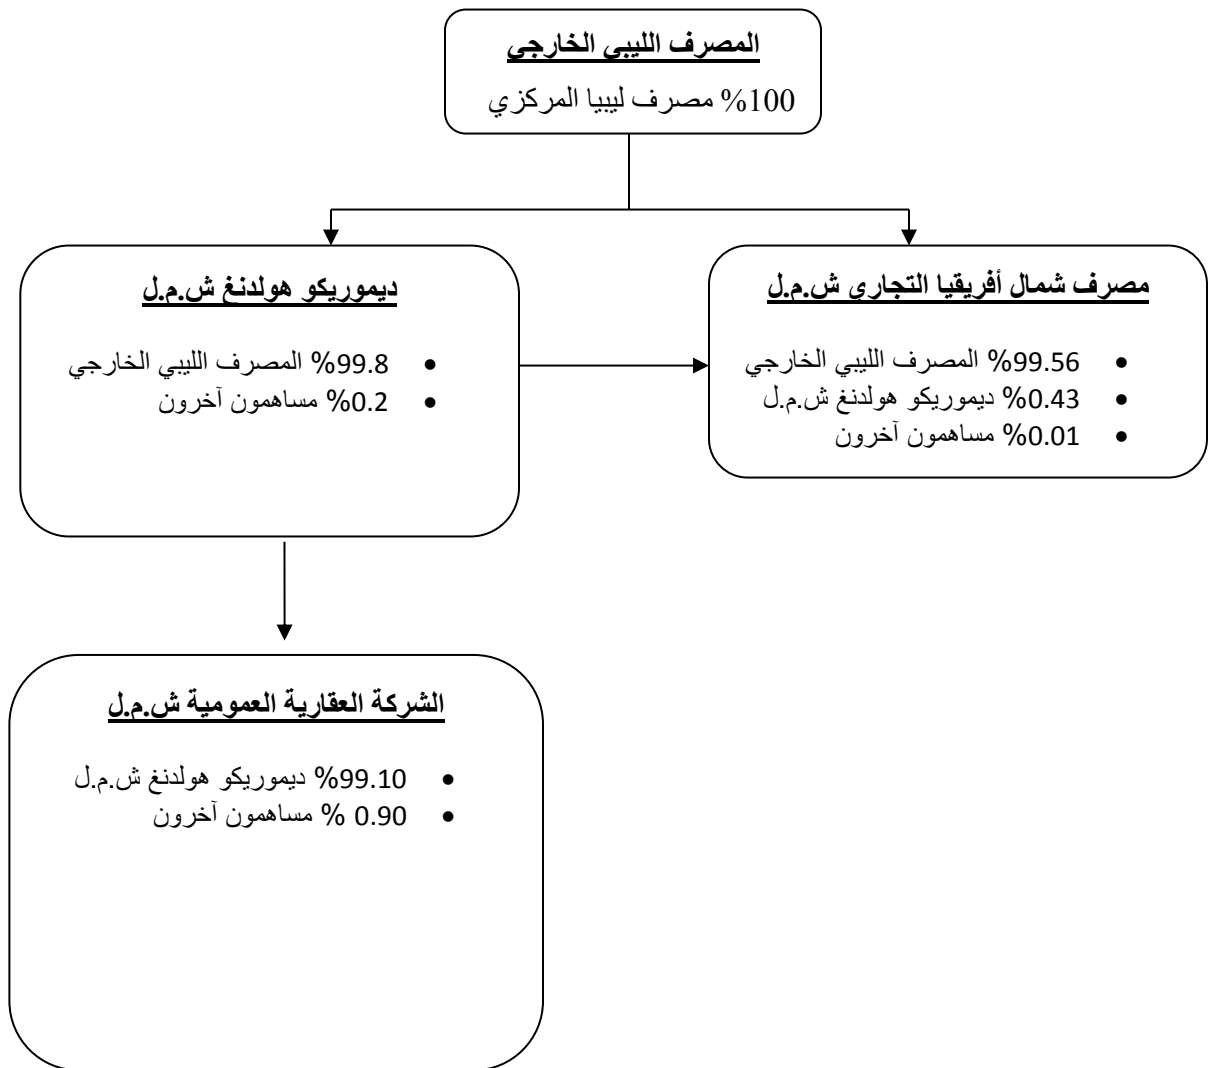 المصرف الليبي الخارجي
100% مصرف ليبيا المركزي
مصرف شمال أفريقيا التجاري ش.م.ل
• 99.56% المصرف الليبي الخارجي
• 0.43% ديموريكو هولدنغ ش.م.ل
• 0.01% مساهمون آخرون
ديموريكو هولدنغ ش.م.ل
• 99.8% المصرف الليبي الخارجي
• 0.2% مساهمون آخرون
الشركة العقارية العمومية ش.م.ل
• 99.10% ديموريكو هولدنغ ش.م.ل
• 0.90 % مساهمون آخرون